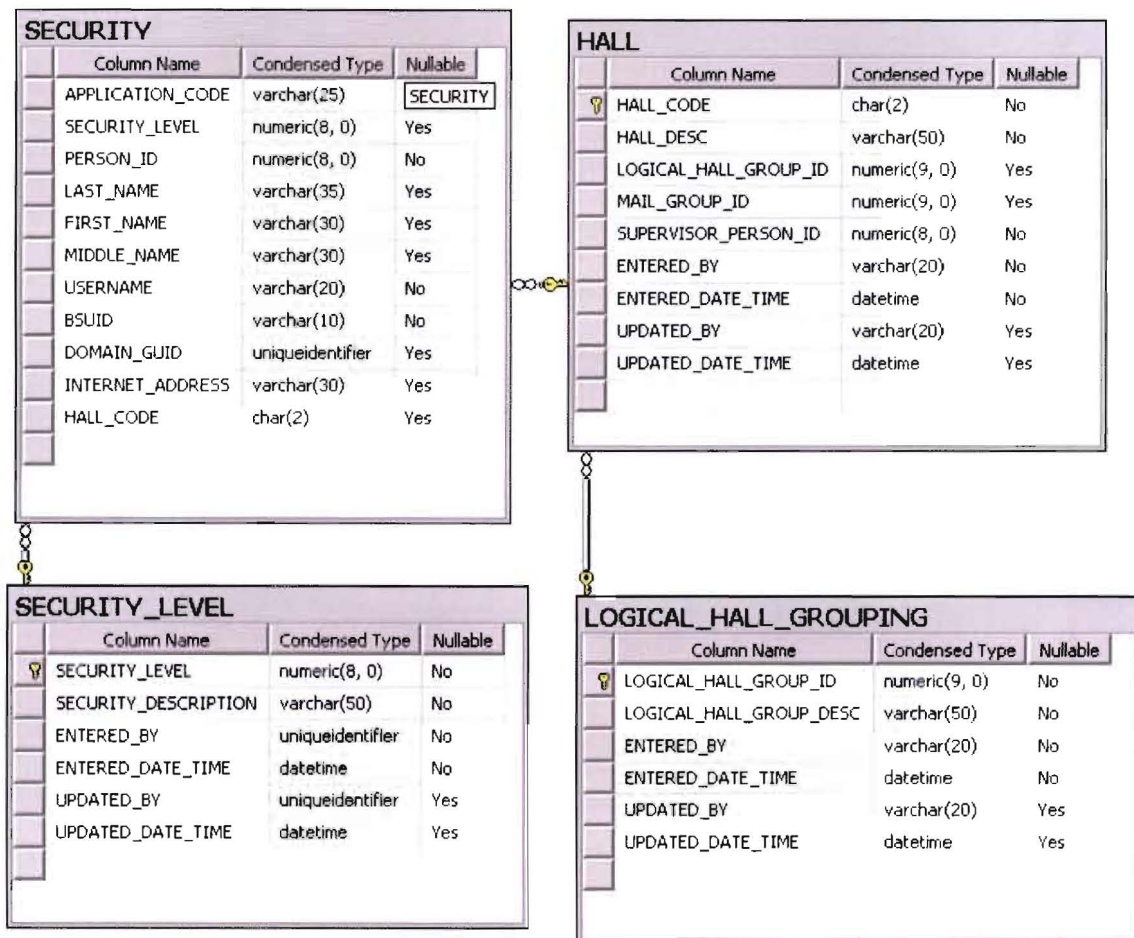 SECURITY
Column Name Condensed Type Nullable
APPLICATION_CODE varchar(25) SECURITY
SECURITY_LEVEL numeric(8, 0) Yes
PERSON_ID numeric(8, 0) No
LAST_NAME varchar(35) Yes
FIRST_NAME varchar(30) Yes
MIDDLE_NAME varchar(30) Yes
USERNAME varchar(20) No
BSUID varchar(10) No
DOMAIN_GUID uniqueidentifier Yes
INTERNET_ADDRESS varchar(30) Yes
HALL_CODE char(2) Yes
HALL
Column Name Condensed Type Nullable
HALL_CODE char(2) No
HALL_DESC varchar(50) No
LOGICAL_HALL_GROUP_ID numeric(9, 0) Yes
MAIL_GROUP_ID numeric(9, 0) Yes
SUPERVISOR_PERSON_ID numeric(8, 0) No
ENTERED_BY varchar(20) No
ENTERED_DATE_TIME datetime No
UPDATED_BY varchar(20) Yes
UPDATED_DATE_TIME datetime Yes
SECURITY_LEVEL
Column Name Condensed Type Nullable
SECURITY_LEVEL numeric(8, 0) No
SECURITY_DESCRIPTION varchar(50) No
ENTERED_BY uniqueidentifier No
ENTERED_DATE_TIME datetime No
UPDATED_BY uniqueidentifier Yes
UPDATED_DATE_TIME datetime Yes
LOGICAL_HALL_GROUPING
Column Name Condensed Type Nullable
LOGICAL_HALL_GROUP_ID numeric(9, 0) No
LOGICAL_HALL_GROUP_DESC varchar(50) No
ENTERED_BY varchar(20) No
ENTERED_DATE_TIME datetime No
UPDATED_BY varchar(20) Yes
UPDATED_DATE_TIME datetime Yes